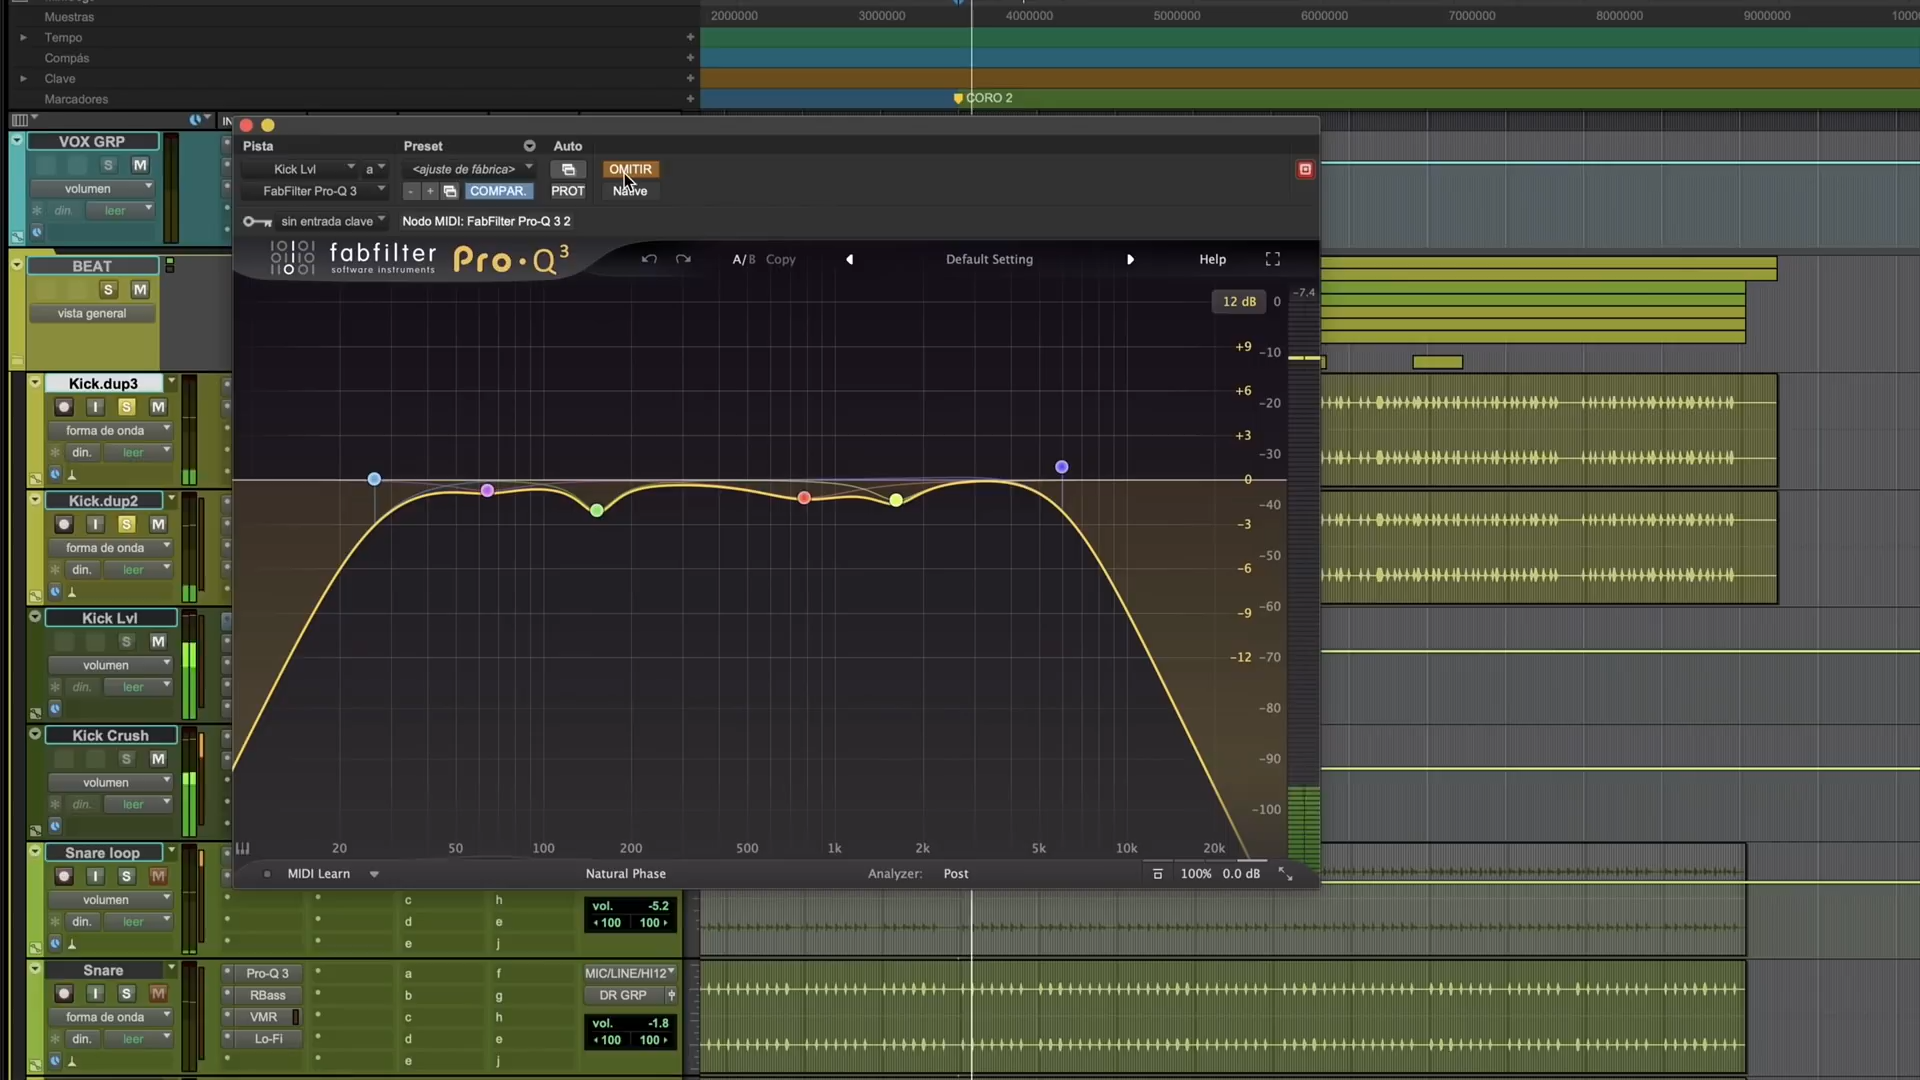 Muestras
2000000 3000000 4000000 5000000 6000000 7000000 8000000 9000000
Tempo
Compás
Clave
Marcadores
CORO 2
VOX GRP
S M
volumen
din. leer
Pista Preset Auto
Kick Lvl a <ajuste de fábrica> OMITIR
FabFilter Pro-Q 3 - + COMPAR. PROT
sin entrada clave Nodo MIDI: FabFilter Pro-Q 3 2
fabfilter
software instruments
Pro·Q3
A/B Copy Default Setting Help
BEAT
S M
vista general
12 dB 0 -7.4
+9 -10
+6 -20
+3 -30
0 -40
-3 -50
-6
-9 -60
-12 -70
-80
-90
-100
20 50 100 200 500 1k 2k 5k 10k 20k
MIDI Learn Natural Phase Analyzer: Post 100% 0.0 dB
Kick.dup3
I S M
forma de onda
din. leer
Kick.dup2
I S M
forma de onda
din. leer
Kick Lvl
S M
volumen
din. leer
Kick Crush
S M
volumen
din. leer
Snare loop
I S M
volumen
din. leer
c h
d e
e j
vol. -5.2
100 100
Snare
I S M
forma de onda
din. leer
Pro-Q 3 a f MIC/LINE/HI12
RBass b g DR GRP
VMR c h
Lo-Fi d e
e j
vol. -1.8
100 100